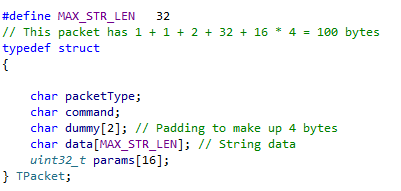 #define MAX_STR_LEN   32
// This packet has 1 + 1 + 2 + 32 + 16 * 4 = 100 bytes
typedef struct
{
    char packetType;
    char command;
    char dummy[2]; // Padding to make up 4 bytes
    char data[MAX_STR_LEN]; // String data
    uint32_t params[16];
} TPacket;